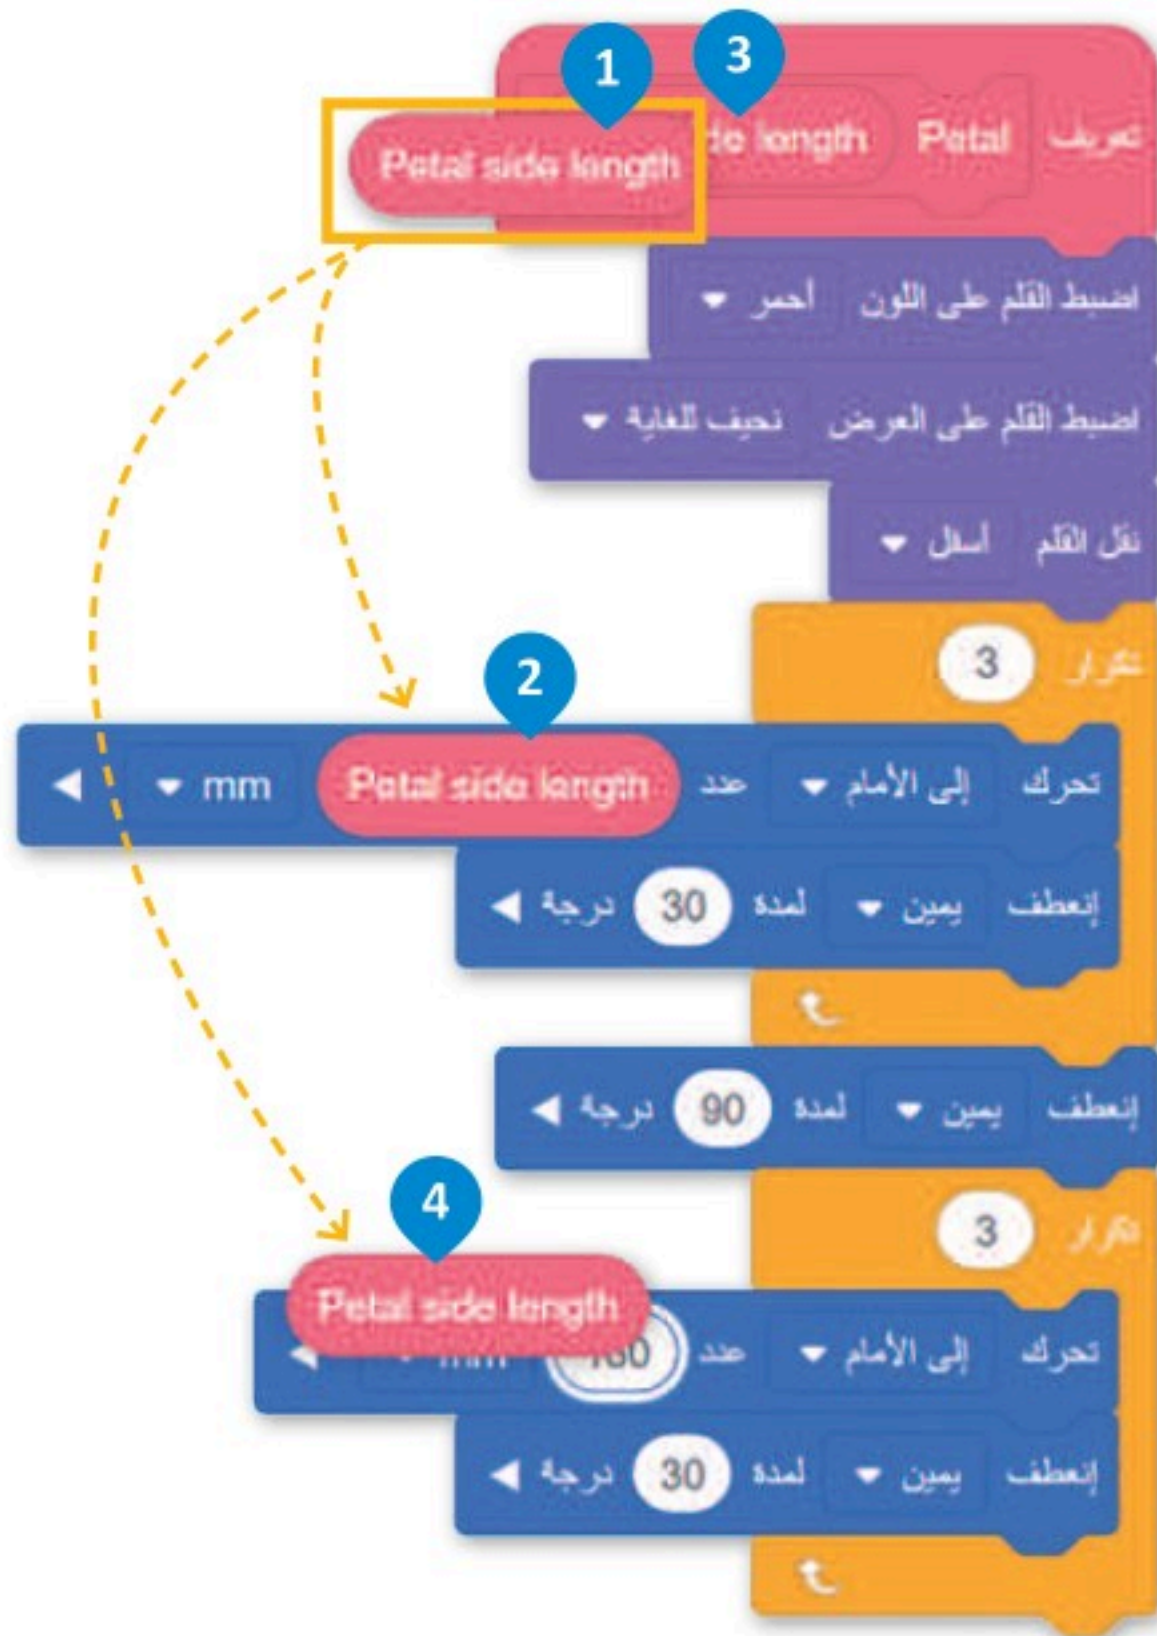 1
3
تعريف Petal de length
Petal side length
اضبط القلم على اللون أحمر
اضبط القلم على العرض نحيف للغاية
نقل القلم أسفل
تكرار 3
2
تحرك إلى الأمام عدد Petal side length mm
إنعطف يمين لمدة 30 درجة
إنعطف يمين لمدة 90 درجة
تكرار 3
4
Petal side length
تحرك إلى الأمام عدد mm
إنعطف يمين لمدة 30 درجة